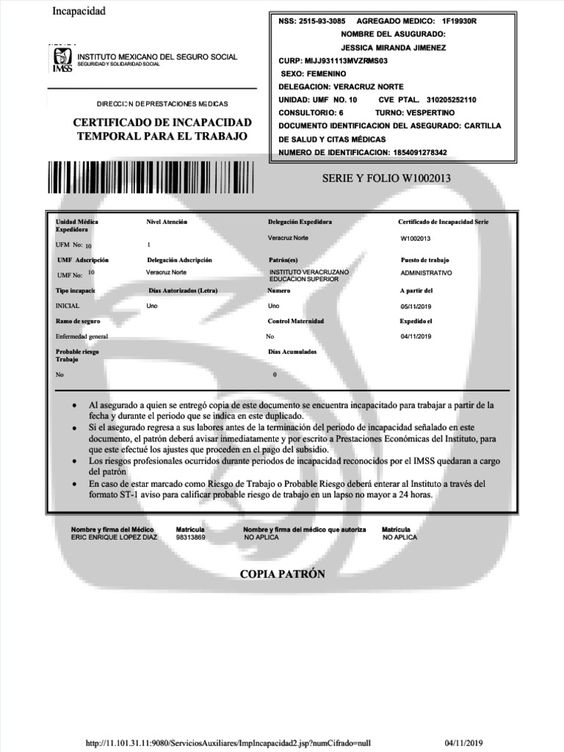 Incapacidad
IMSS
INSTITUTO MEXICANO DEL SEGURO SOCIAL
SEGURIDAD Y SOLIDARIDAD SOCIAL
DIRECCIÓN DE PRESTACIONES MEDICAS
CERTIFICADO DE INCAPACIDAD
TEMPORAL PARA EL TRABAJO
NSS: 2515-93-3085 AGREGADO MEDICO: 1F19930R
NOMBRE DEL ASUGURADO:
JESSICA MIRANDA JIMENEZ
CURP: MIJJ931113MVZRMS03
SEXO: FEMENINO
DELEGACION: VERACRUZ NORTE
UNIDAD: UMF NO. 10 CVE PTAL. 310205252110
CONSULTORIO: 6 TURNO: VESPERTINO
DOCUMENTO IDENTIFICACION DEL ASEGURADO: CARTILLA
DE SALUD Y CITAS MÉDICAS
NUMERO DE IDENTIFICACION: 1854091278342
SERIE Y FOLIO W1002013
Unidad Médica Expedidora Nivel Atención Delegación Expedidora Certificado de Incapacidad Serie
UFM No: 10 1 Veracruz Norte W1002013
UMF Adscripción Delegación Adscripción Patrón(es) Puesto de trabajo
UMF No: 10 Veracruz Norte INSTITUTO VERACRUZANO EDUCACION SUPERIOR ADMINISTRATIVO
Tipo incapacic Días Autorizados (Letra) Numero A partir del
INICIAL Uno Uno 05/11/2019
Ramo de seguro Control Maternidad Expedido el
Enfermedad general No 04/11/2019
Probable riesgo Trabajo Días Acumulados
No 0
• Al asegurado a quien se entregó copia de este documento se encuentra incapacitado para trabajar a partir de la
fecha y durante el periodo que se indica en este duplicado.
• Si el asegurado regresa a sus labores antes de la terminación del periodo de incapacidad señalado en este
documento, el patrón deberá avisar inmediatamente y por escrito a Prestaciones Económicas del Instituto, para
que este efectué los ajustes que proceden en el pago del subsidio.
• Los riesgos profesionales ocurridos durante periodos de incapacidad reconocidos por el IMSS quedaran a cargo
del patrón
• En caso de estar marcado como Riesgo de Trabajo o Probable Riesgo deberá enterar al Instituto a través del
formato ST-1 aviso para calificar probable riesgo de trabajo en un lapso no mayor a 24 horas.
Nombre y firma del Médico Matricula Nombre y firma del médico que autoriza Matricula
ERIC ENRIQUE LOPEZ DIAZ 98313869 NO APLICA NO APLICA
COPIA PATRÓN
http://11.101.31.11:9080/ServiciosAuxiliares/ImpIncapacidad2.jsp?numCifrado=null 04/11/2019